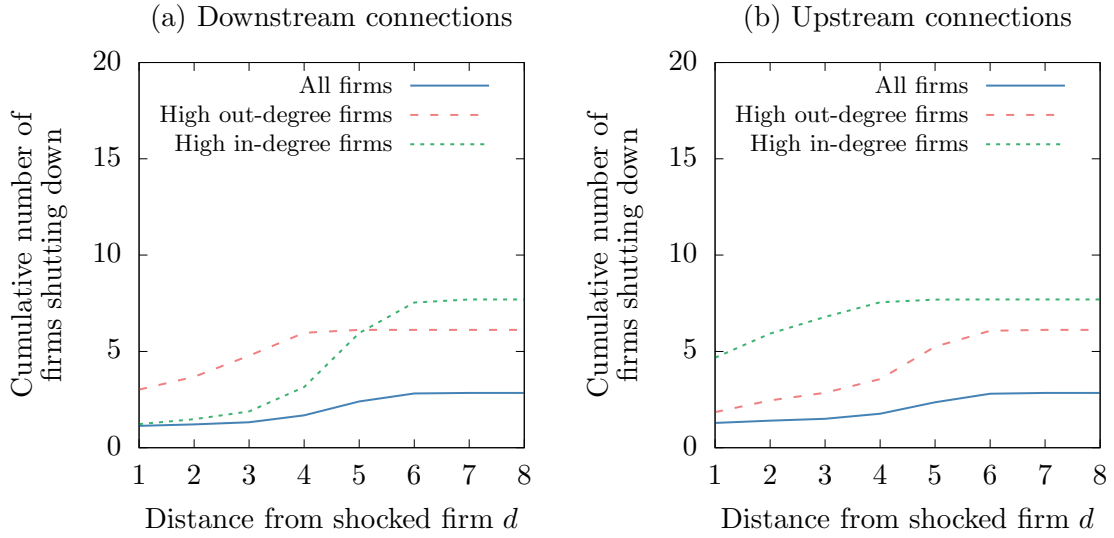 (a) Downstream connections
Cumulative number of
firms shutting down
20
15
10
5
0
All firms
High out-degree firms
High in-degree firms
1 2 3 4 5 6 7 8
Distance from shocked firm d
(b) Upstream connections
Cumulative number of
firms shutting down
20
15
10
5
0
All firms
High out-degree firms
High in-degree firms
1 2 3 4 5 6 7 8
Distance from shocked firm d